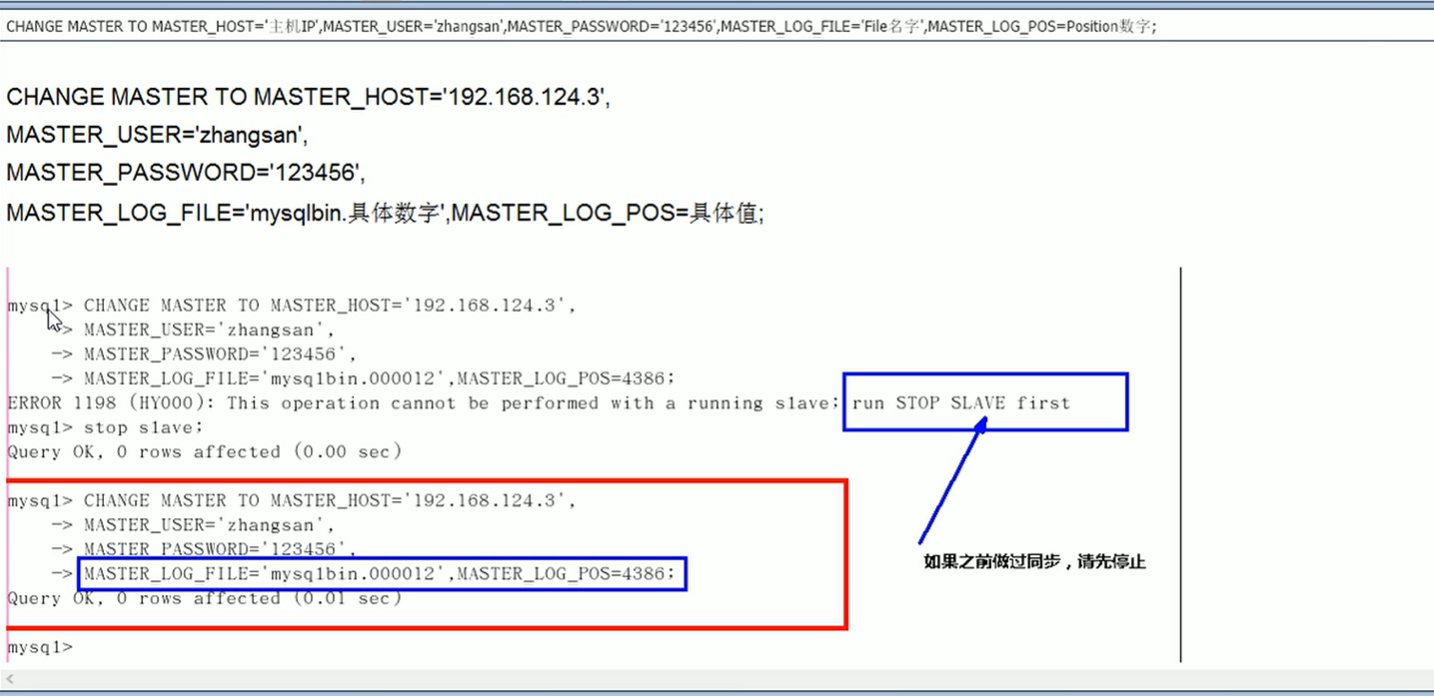 CHANGE MASTER TO MASTER_HOST='主机IP',MASTER_USER='zhangsan',MASTER_PASSWORD='123456',MASTER_LOG_FILE='File名字',MASTER_LOG_POS=Position数字;
CHANGE MASTER TO MASTER_HOST='192.168.124.3',
MASTER_USER='zhangsan',
MASTER_PASSWORD='123456',
MASTER_LOG_FILE='mysqlbin.具体数字',MASTER_LOG_POS=具体值;
mysql> CHANGE MASTER TO MASTER_HOST='192.168.124.3',
-> MASTER_USER='zhangsan',
-> MASTER_PASSWORD='123456',
-> MASTER_LOG_FILE='mysqlbin.000012',MASTER_LOG_POS=4386;
ERROR 1198 (HY000): This operation cannot be performed with a running slave; run STOP SLAVE first
mysql> stop slave;
Query OK, 0 rows affected (0.00 sec)
mysql> CHANGE MASTER TO MASTER_HOST='192.168.124.3',
-> MASTER_USER='zhangsan',
-> MASTER_PASSWORD='123456',
如果之前做过同步，请先停止
-> MASTER_LOG_FILE='mysqlbin.000012',MASTER_LOG_POS=4386;
Query OK, 0 rows affected (0.01 sec)
mysql>